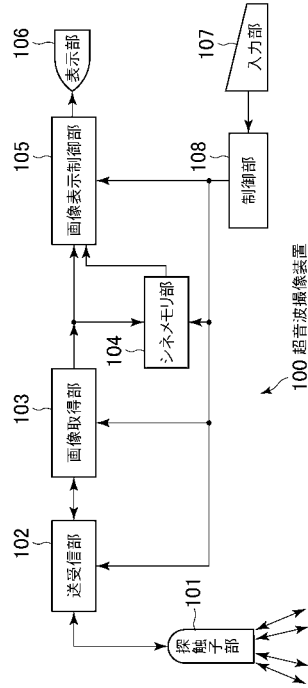 106
表示部
107
入力部
105
画像表示制御部
108
制御部
104
シネメモリ部
103
画像取得部
102
送受信部
101
探触子部
100 超音波撮像装置